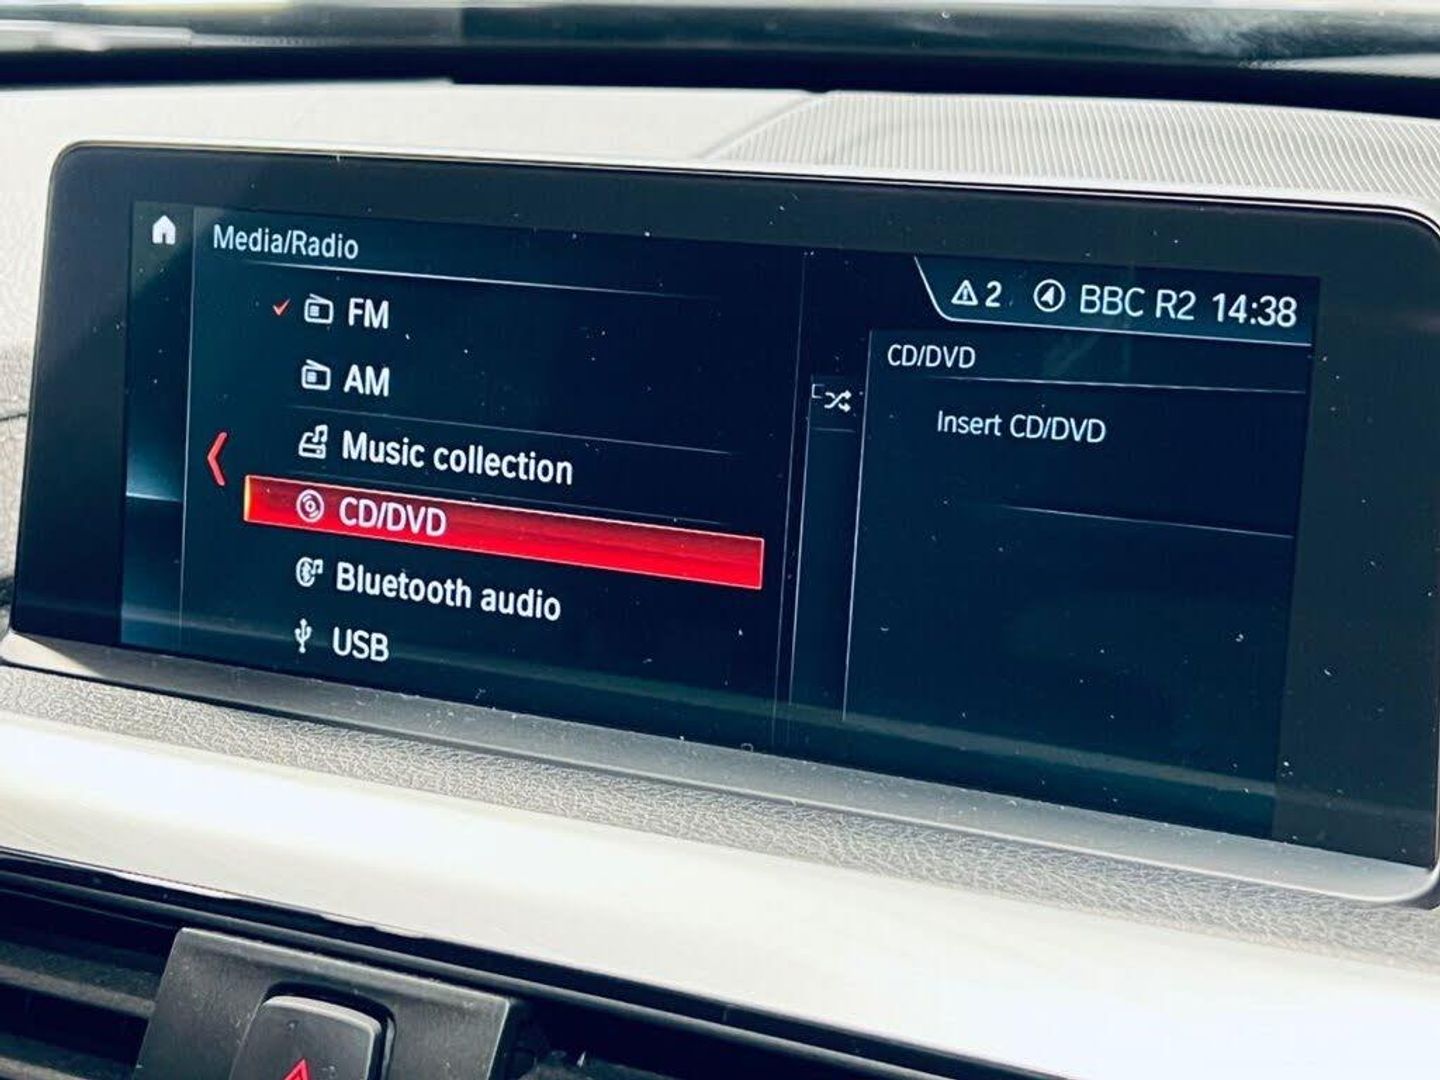 Media/Radio
FM
AM
Music collection
CD/DVD
Bluetooth audio
USB
2 BBC R2 14:38
CD/DVD
Insert CD/DVD